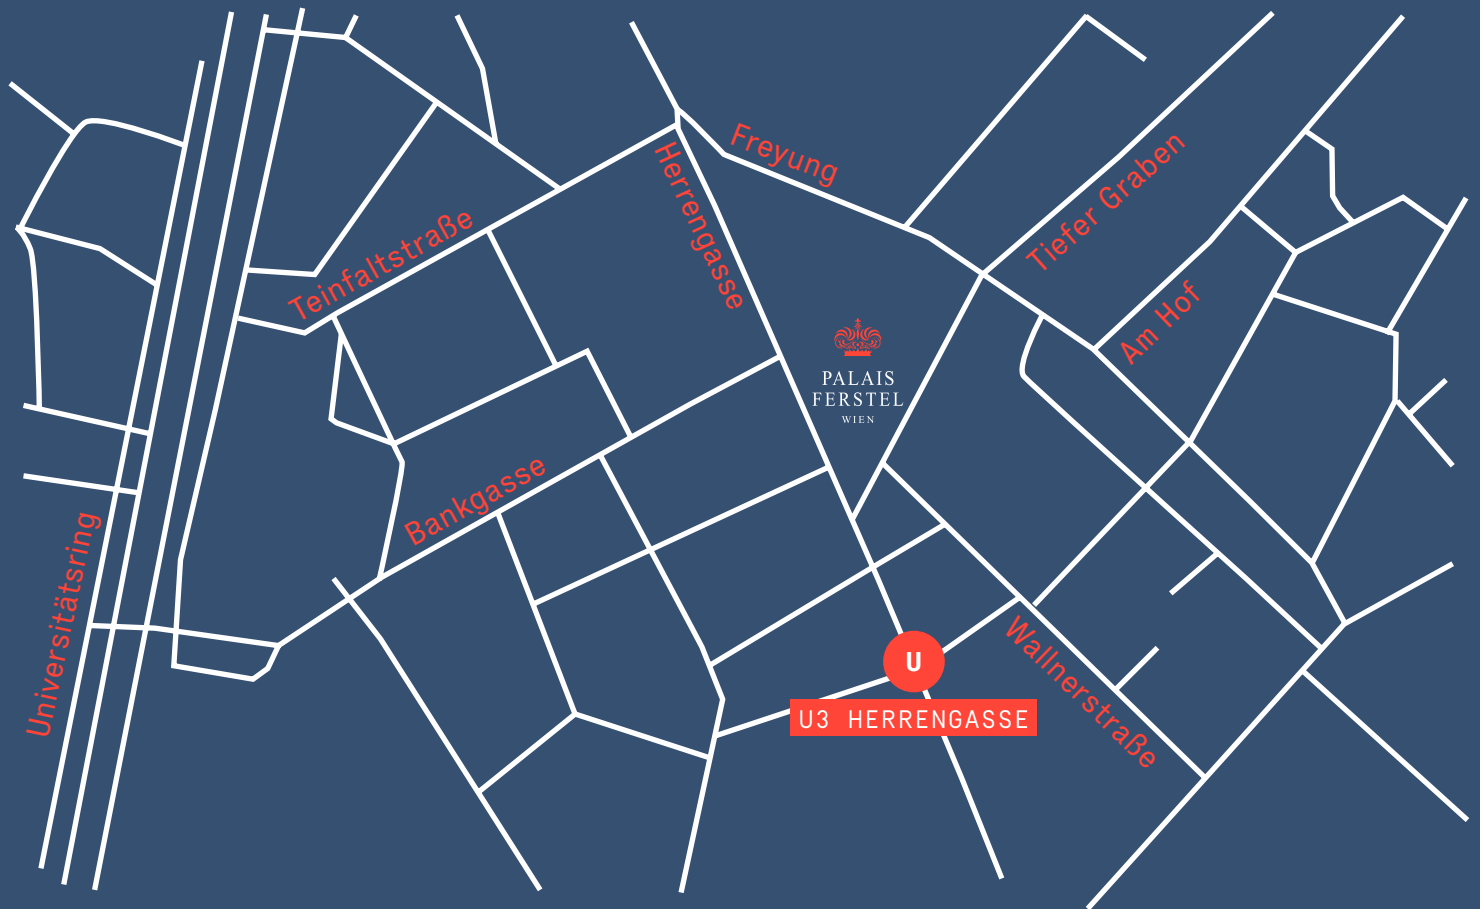 Freyung
Herrengasse
Tiefer Graben
Teinfaltstraße
Am Hof
PALAIS
FERSTEL
WIEN
Bankgasse
Universitätsring
U
Wallnerstraße
U3 HERRENGASSE